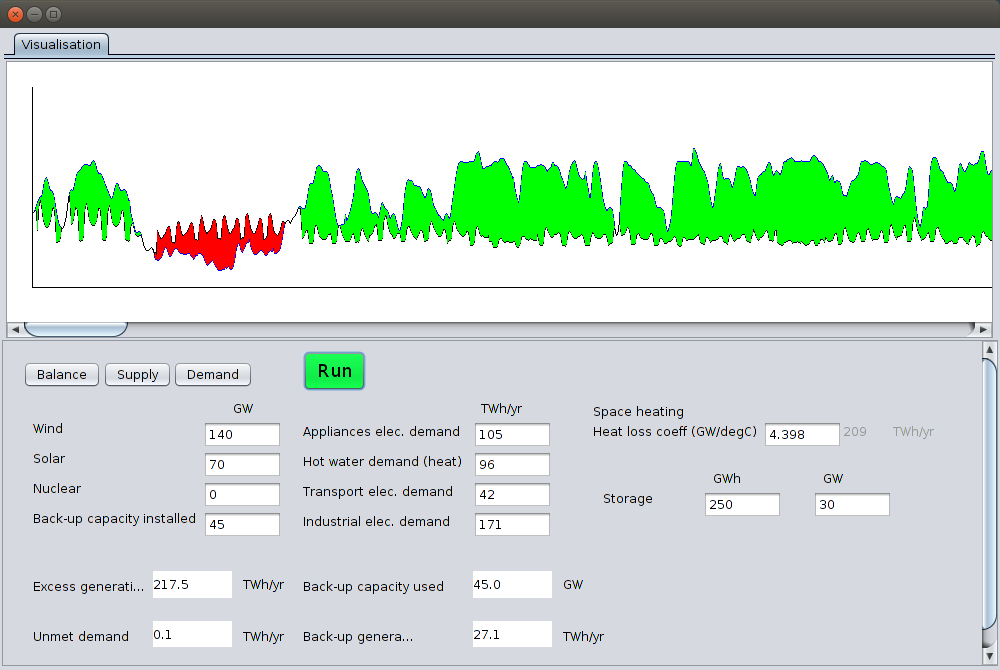 Visualisation
Balance Supply Demand Run
GW TWh/yr Space heating
Wind 140 Appliances elec. demand 105 Heat loss coeff (GW/degC) 4.398 209 TWh/yr
Solar 70 Hot water demand (heat) 96
Nuclear 0 Transport elec. demand 42
GWh GW
Storage 250 30
Back-up capacity installed 45 Industrial elec. demand 171
Excess generati... 217.5 TWh/yr Back-up capacity used 45.0 GW
Unmet demand 0.1 TWh/yr Back-up genera... 27.1 TWh/yr